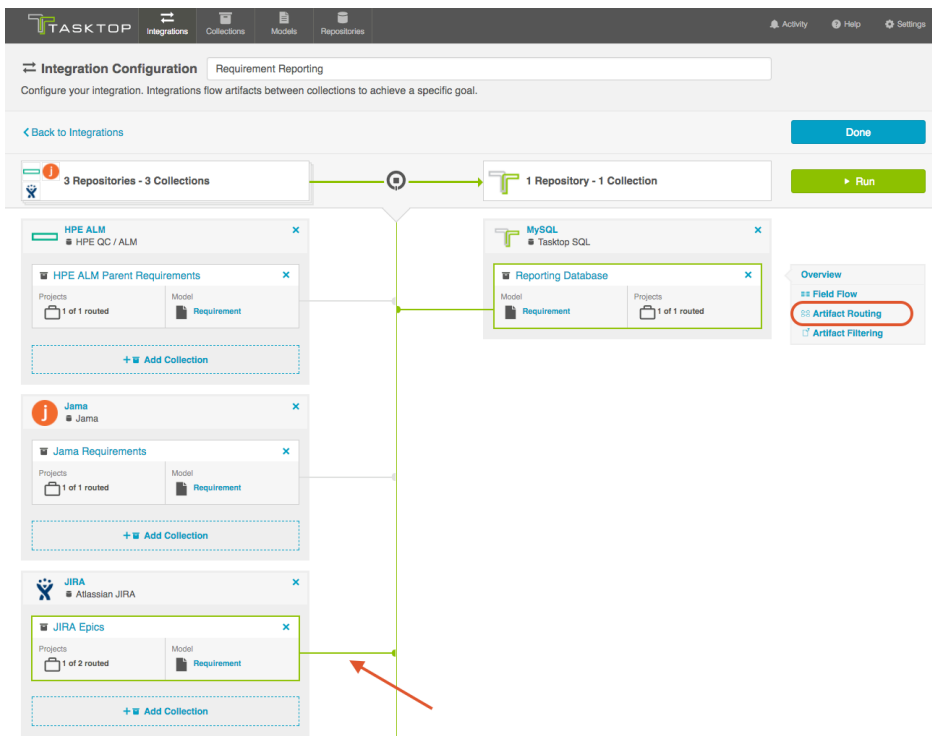 TASKTOP
Integrations
Collections
Models
Repositories
Activity
Help
Settings
Integration Configuration
Requirement Reporting
Configure your integration. Integrations flow artifacts between collections to achieve a specific goal.
Back to Integrations
Done
3 Repositories - 3 Collections
1 Repository - 1 Collection
Run
HPE ALM
HPE QC / ALM
HPE ALM Parent Requirements
Projects
1 of 1 routed
Model
Requirement
Add Collection
MySQL
Tasktop SQL
Reporting Database
Model
Requirement
Projects
1 of 1 routed
Overview
Field Flow
Artifact Routing
Artifact Filtering
j
Jama
Jama
Jama Requirements
Projects
1 of 1 routed
Model
Requirement
Add Collection
JIRA
Atlassian JIRA
JIRA Epics
Projects
1 of 2 routed
Model
Requirement
Add Collection